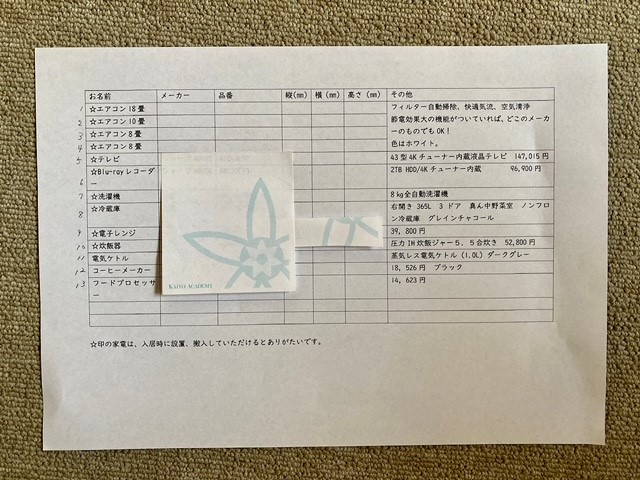 お名前 メーカー 品番 縦(mm) 横(mm) 高さ(mm) その他
1 ☆エアコン18畳 フィルター自動掃除、快適気流、空気清浄
2 ☆エアコン10畳 節電効果大の機能がついていれば、どこのメーカ
3 ☆エアコン8畳 ーのものでもOK!
4 ☆エアコン8畳 色はホワイト。
5 ☆テレビ 43型4Kチューナー内蔵液晶テレビ 147,015円
6 ☆Blu-rayレコーダ 2TB HDD/4Kチューナー内蔵 96,900円
ー
7 ☆洗濯機 8kg全自動洗濯機
8 ☆冷蔵庫 右開き 365L 3ドア 真ん中野菜室 ノンフロ
ン冷蔵庫 グレインチャコール
9 ☆電子レンジ 39,800円
10 ☆炊飯器 圧力IH炊飯ジャー5.5合炊き 52,800円
11 電気ケトル 蒸気レス電気ケトル(1.0L)ダークグレー
12 コーヒーメーカー 18,526円 ブラック
13 フードプロセッサ 14,623円
ー
KAIYO ACADEMY
☆印の家電は、入居時に設置、搬入していただけるとありがたいです。